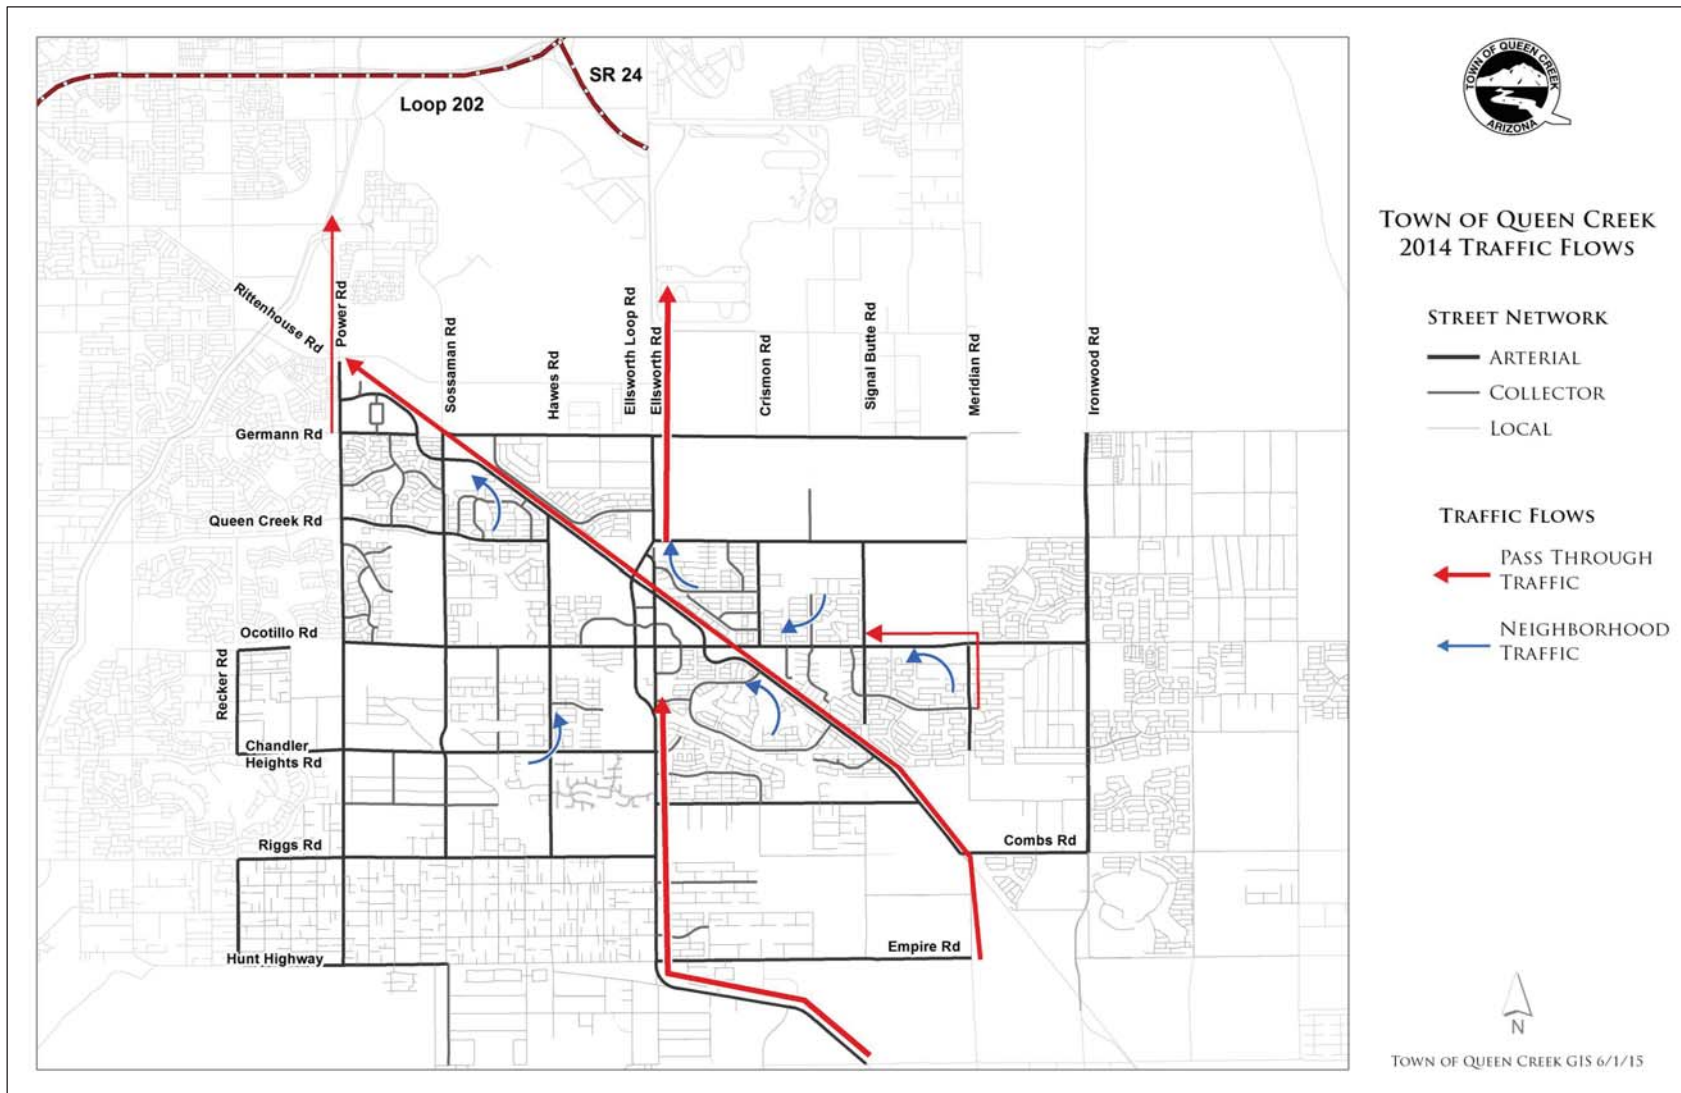 SR 24
Loop 202
Rittenhouse Rd
Power Rd
Sossaman Rd
Hawes Rd
Ellsworth Loop Rd
Ellsworth Rd
Crismon Rd
Signal Butte Rd
Meridian Rd
Ironwood Rd
Germann Rd
Queen Creek Rd
Ocotillo Rd
Recker Rd
Chandler
Heights Rd
Riggs Rd
Combs Rd
Hunt Highway
Empire Rd
TOWN OF QUEEN CREEK
ARIZONA
TOWN OF QUEEN CREEK
2014 TRAFFIC FLOWS
STREET NETWORK
ARTERIAL
COLLECTOR
LOCAL
TRAFFIC FLOWS
PASS THROUGH
TRAFFIC
NEIGHBORHOOD
TRAFFIC
N
TOWN OF QUEEN CREEK GIS 6/1/15